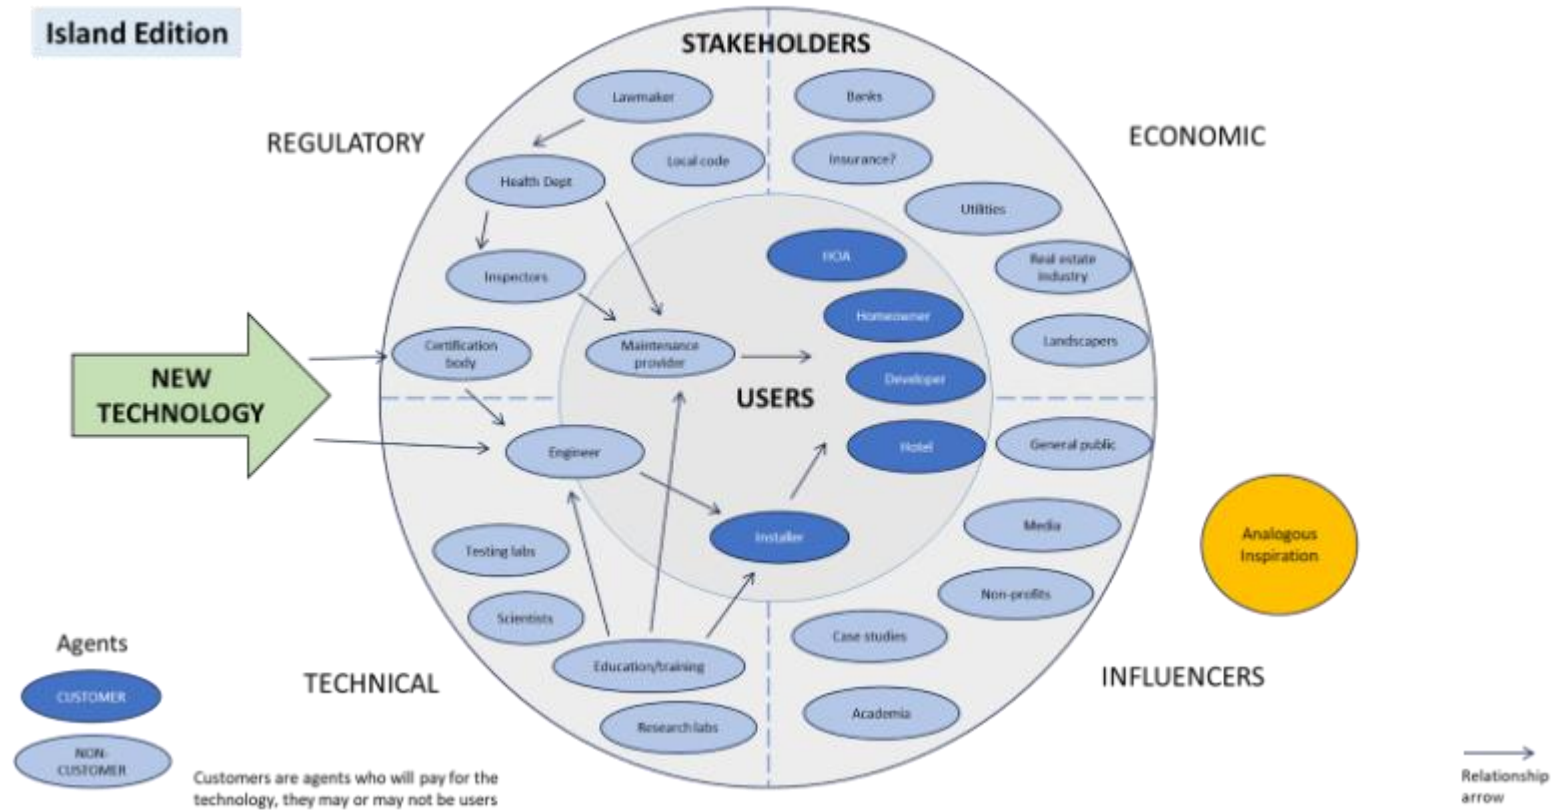 Island Edition
STAKEHOLDERS
REGULATORY
ECONOMIC
Lawmaker
Banks
Local code
Insurance?
Health Dept
Utilities
HOA
Real estate
industry
Inspectors
Homeowner
Landscapers
Certification
body
Maintenance
provider
NEW
TECHNOLOGY
USERS
Developer
Engineer
Hotel
General public
Installer
Media
Analogous
Inspiration
Testing labs
Non-profits
Scientists
Case studies
Education/training
Research labs
Academia
TECHNICAL
INFLUENCERS
Agents
CUSTOMER
NON-
CUSTOMER
Customers are agents who will pay for the
technology, they may or may not be users
Relationship
arrow